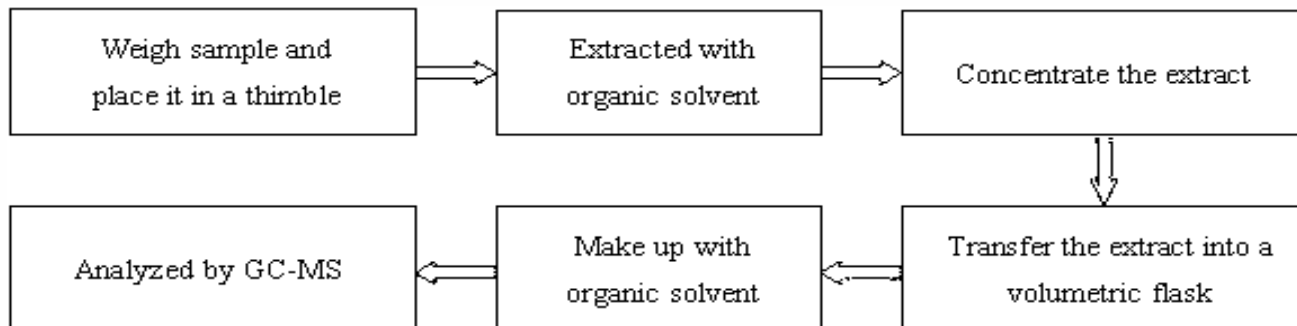 Weigh sample and
place it in a thimble
Extracted with
organic solvent
Concentrate the extract
Transfer the extract into a
volumetric flask
Make up with
organic solvent
Analyzed by GC-MS